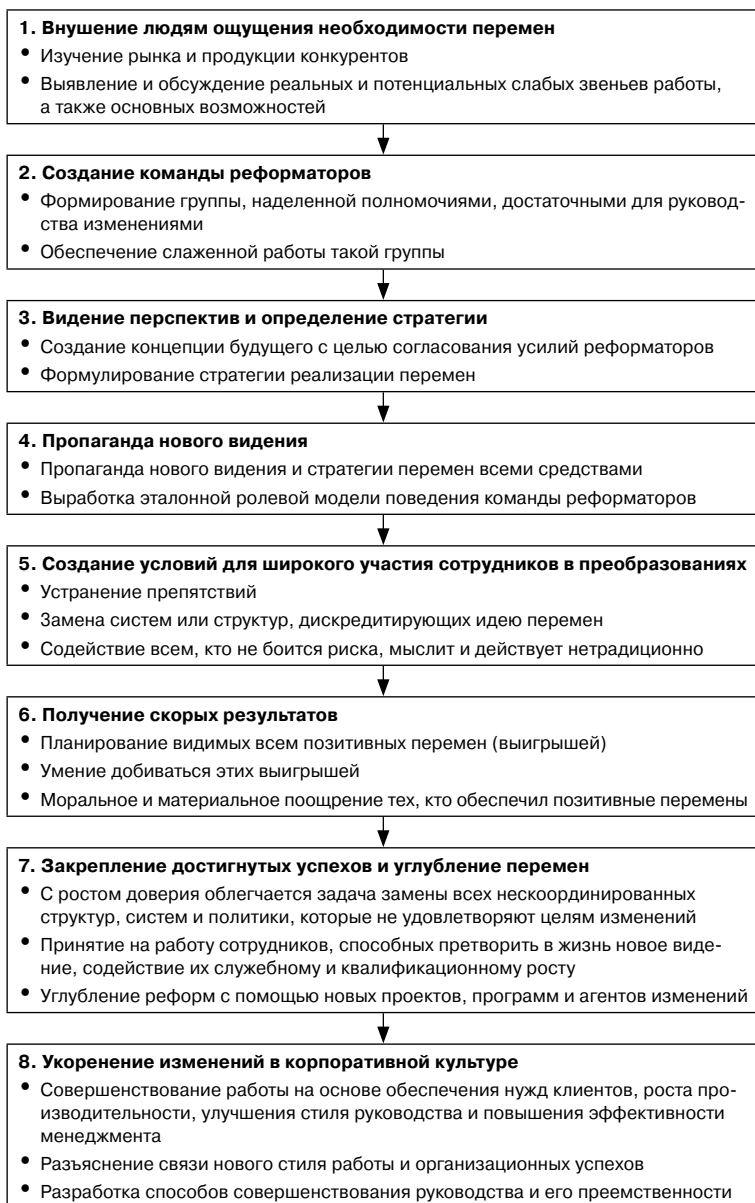 1. Внушение людям ощущения необходимости перемен
• Изучение рынка и продукции конкурентов
• Выявление и обсуждение реальных и потенциальных слабых звеньев работы,
а также основных возможностей
2. Создание команды реформаторов
• Формирование группы, наделенной полномочиями, достаточными для руковод-
ства изменениями
• Обеспечение слаженной работы такой группы
3. Видение перспектив и определение стратегии
• Создание концепции будущего с целью согласования усилий реформаторов
• Формулирование стратегии реализации перемен
4. Пропаганда нового видения
• Пропаганда нового видения и стратегии перемен всеми средствами
• Выработка эталонной ролевой модели поведения команды реформаторов
5. Создание условий для широкого участия сотрудников в преобразованиях
• Устранение препятствий
• Замена систем или структур, дискредитирующих идею перемен
• Содействие всем, кто не боится риска, мыслит и действует нетрадиционно
6. Получение скорых результатов
• Планирование видимых всем позитивных перемен (выигрышей)
• Умение добиваться этих выигрышей
• Моральное и материальное поощрение тех, кто обеспечил позитивные перемены
7. Закрепление достигнутых успехов и углубление перемен
• С ростом доверия облегчается задача замены всех нескоординированных
структур, систем и политики, которые не удовлетворяют целям изменений
• Принятие на работу сотрудников, способных претворить в жизнь новое виде-
ние, содействие их служебному и квалификационному росту
• Углубление реформ с помощью новых проектов, программ и агентов изменений
8. Укоренение изменений в корпоративной культуре
• Совершенствование работы на основе обеспечения нужд клиентов, роста про-
изводительности, улучшения стиля руководства и повышения эффективности
менеджмента
• Разъяснение связи нового стиля работы и организационных успехов
• Разработка способов совершенствования руководства и его преемственности